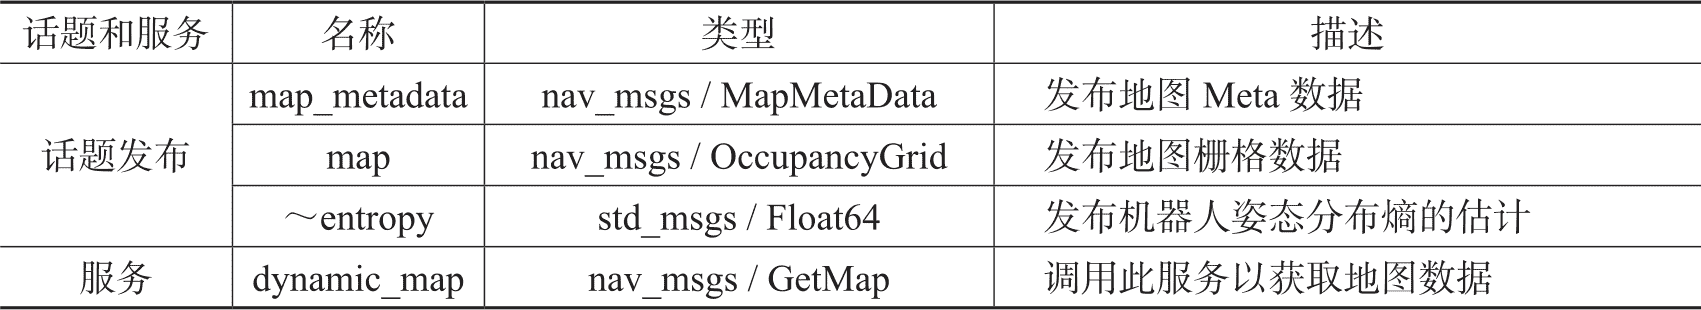 话题和服务 名称 类型 描述
map_metadata nav_msgs / MapMetaData 发布地图 Meta 数据
话题发布 map nav_msgs / OccupancyGrid 发布地图栅格数据
～entropy std_msgs / Float64 发布机器人姿态分布熵的估计
服务 dynamic_map nav_msgs / GetMap 调用此服务以获取地图数据